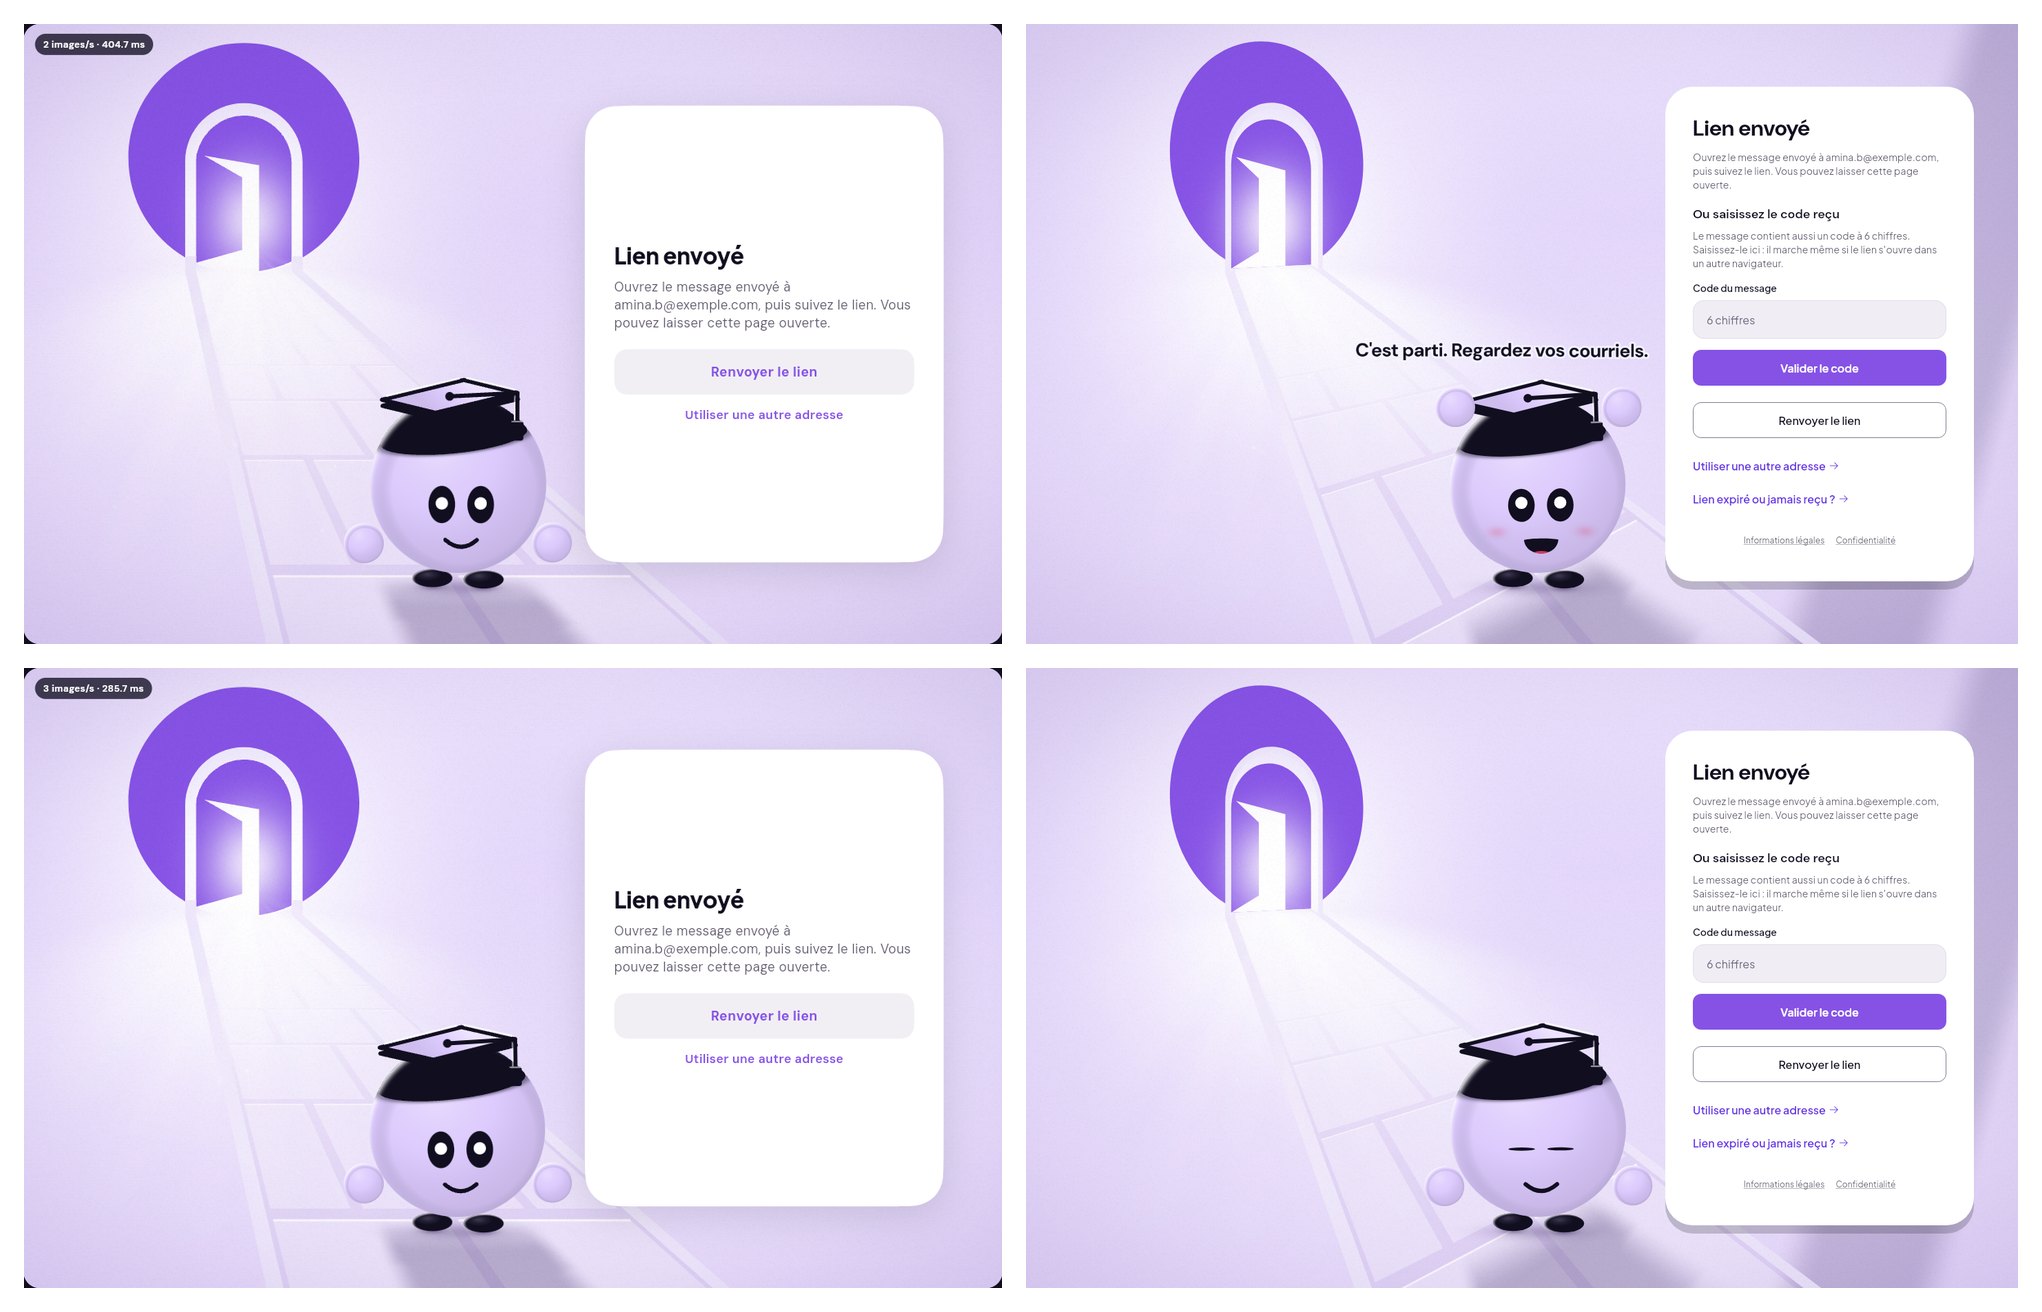 2 images/s · 404.7 ms
Lien envoyé
Ouvrez le message envoyé à
amina.b@exemple.com, puis suivez le lien. Vous
pouvez laisser cette page ouverte.
Renvoyer le lien
Utiliser une autre adresse
C'est parti. Regardez vos courriels.
Lien envoyé
Ouvrez le message envoyé à amina.b@exemple.com,
puis suivez le lien. Vous pouvez laisser cette page
ouverte.
Ou saisissez le code reçu
Le message contient aussi un code à 6 chiffres.
Saisissez-le ici : il marche même si le lien s'ouvre dans
un autre navigateur.
Code du message
6 chiffres
Valider le code
Renvoyer le lien
Utiliser une autre adresse →
Lien expiré ou jamais reçu ? →
Informations légales Confidentialité
3 images/s · 285.7 ms
Lien envoyé
Ouvrez le message envoyé à
amina.b@exemple.com, puis suivez le lien. Vous
pouvez laisser cette page ouverte.
Renvoyer le lien
Utiliser une autre adresse
Lien envoyé
Ouvrez le message envoyé à amina.b@exemple.com,
puis suivez le lien. Vous pouvez laisser cette page
ouverte.
Ou saisissez le code reçu
Le message contient aussi un code à 6 chiffres.
Saisissez-le ici : il marche même si le lien s'ouvre dans
un autre navigateur.
Code du message
6 chiffres
Valider le code
Renvoyer le lien
Utiliser une autre adresse →
Lien expiré ou jamais reçu ? →
Informations légales Confidentialité